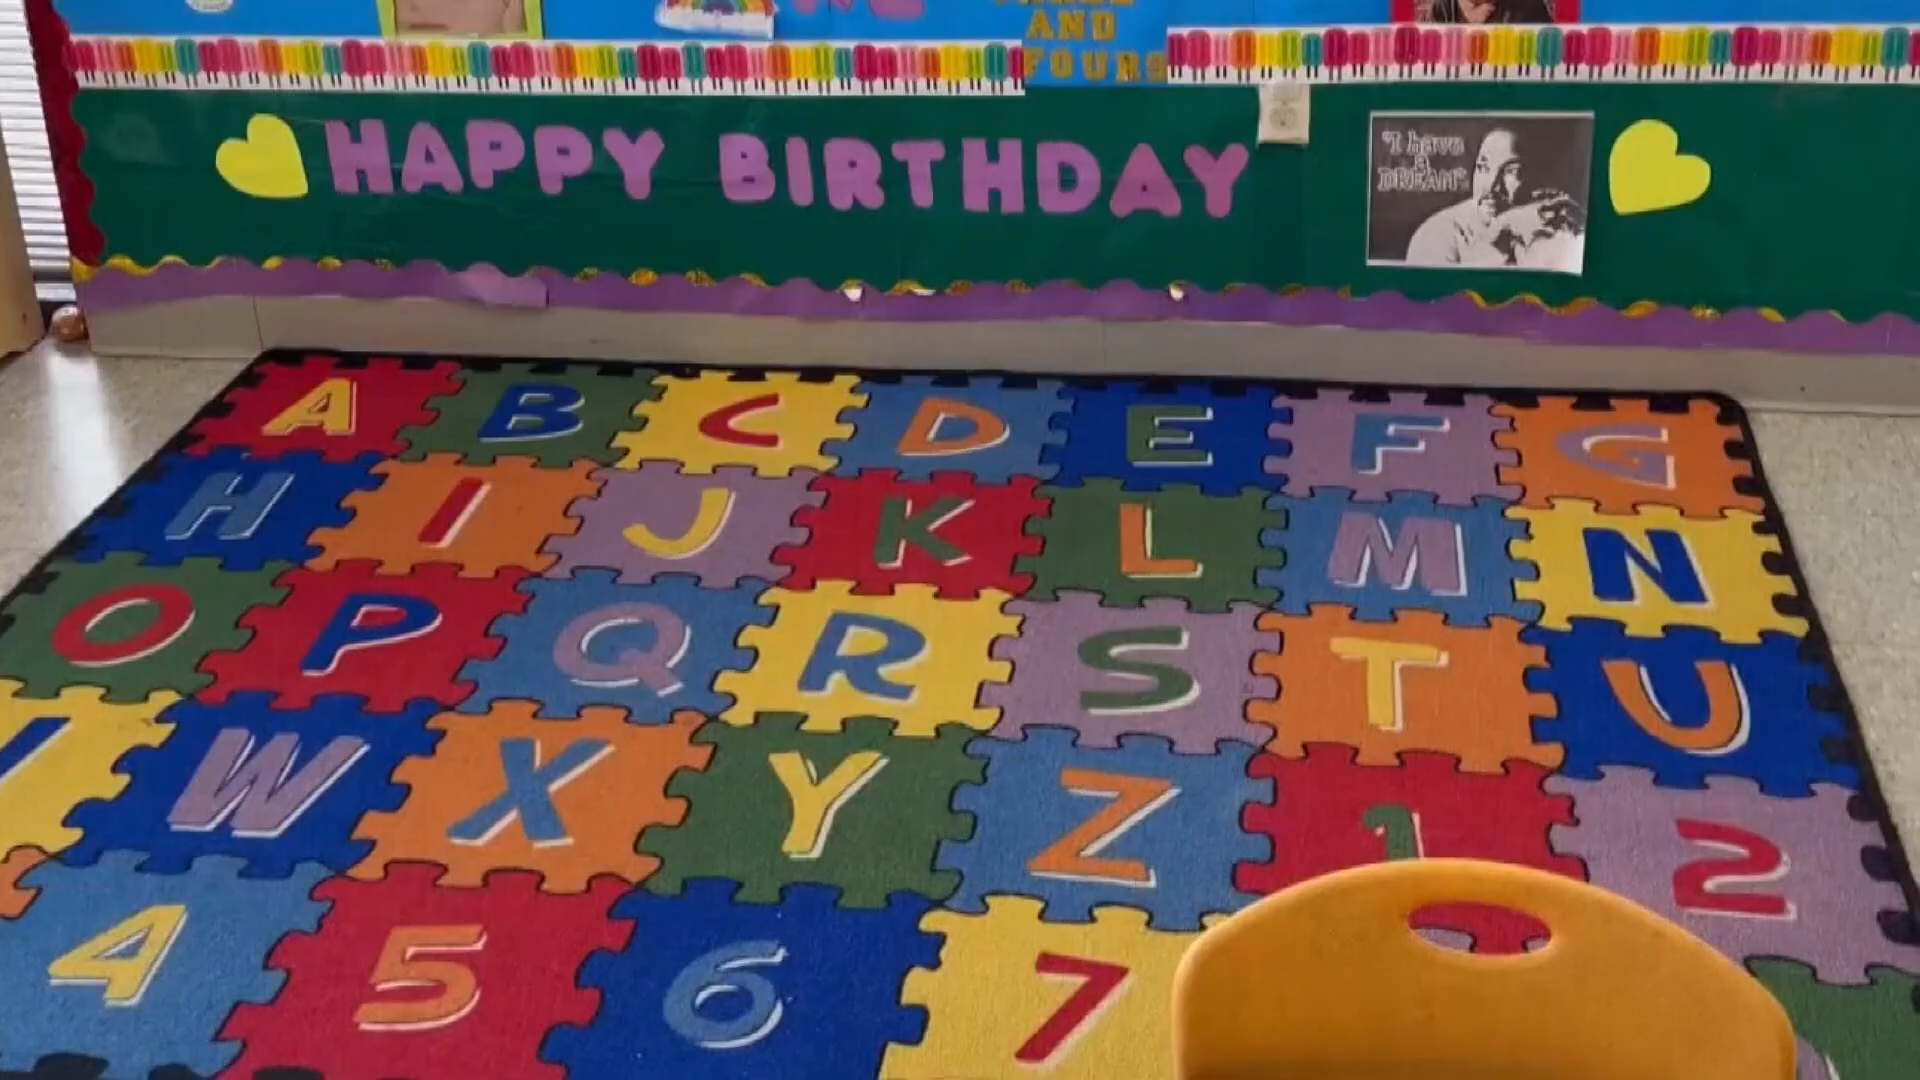 AND
FOURS
HAPPY BIRTHDAY
"I have
a
DREAM".
A B C D E F G
H I J K L M N
O P Q R S T U
W X Y Z 1 2
4 5 6 7